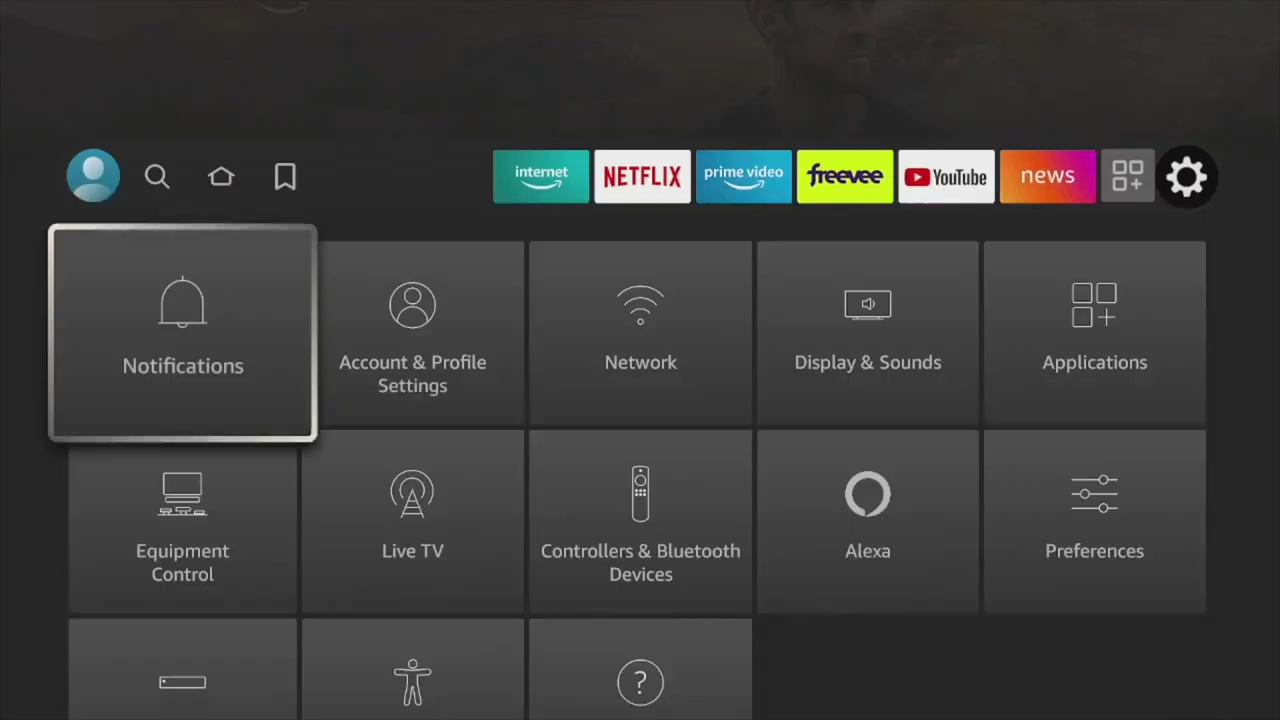 internet
NETFLIX
prime video
freevee
YouTube
news
Notifications
Account & Profile
Settings
Network
Display & Sounds
Applications
Equipment
Control
Live TV
Controllers & Bluetooth
Devices
Alexa
Preferences
?